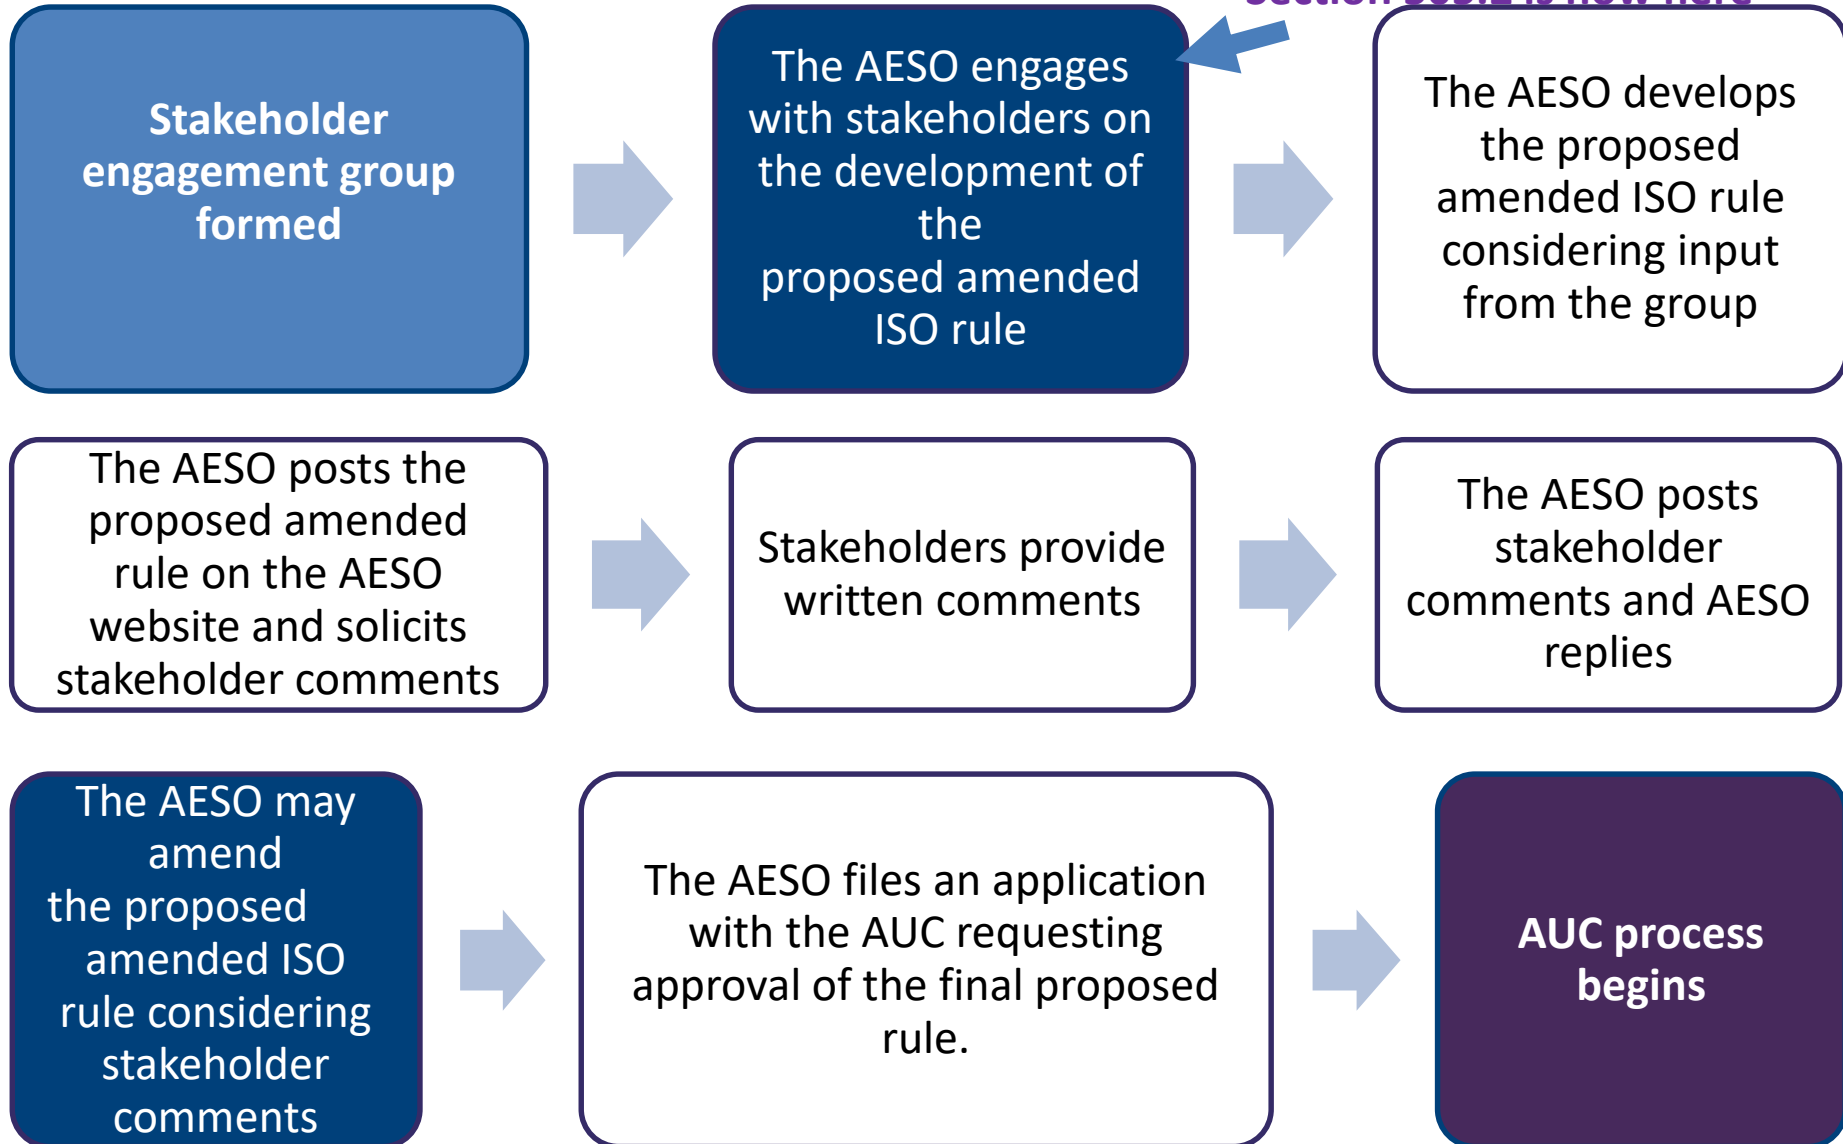 is now here
Stakeholder
engagement group
formed
The AESO engages
with stakeholders on
the development of
the
proposed amended
ISO rule
The AESO develops
the proposed
amended ISO rule
considering input
from the group
The AESO posts the
proposed amended
rule on the AESO
website and solicits
stakeholder comments
Stakeholders provide
written comments
The AESO posts
stakeholder
comments and AESO
replies
The AESO may
amend
the proposed
amended ISO
rule considering
stakeholder
comments
The AESO files an application
with the AUC requesting
approval of the final proposed
rule.
AUC process
begins